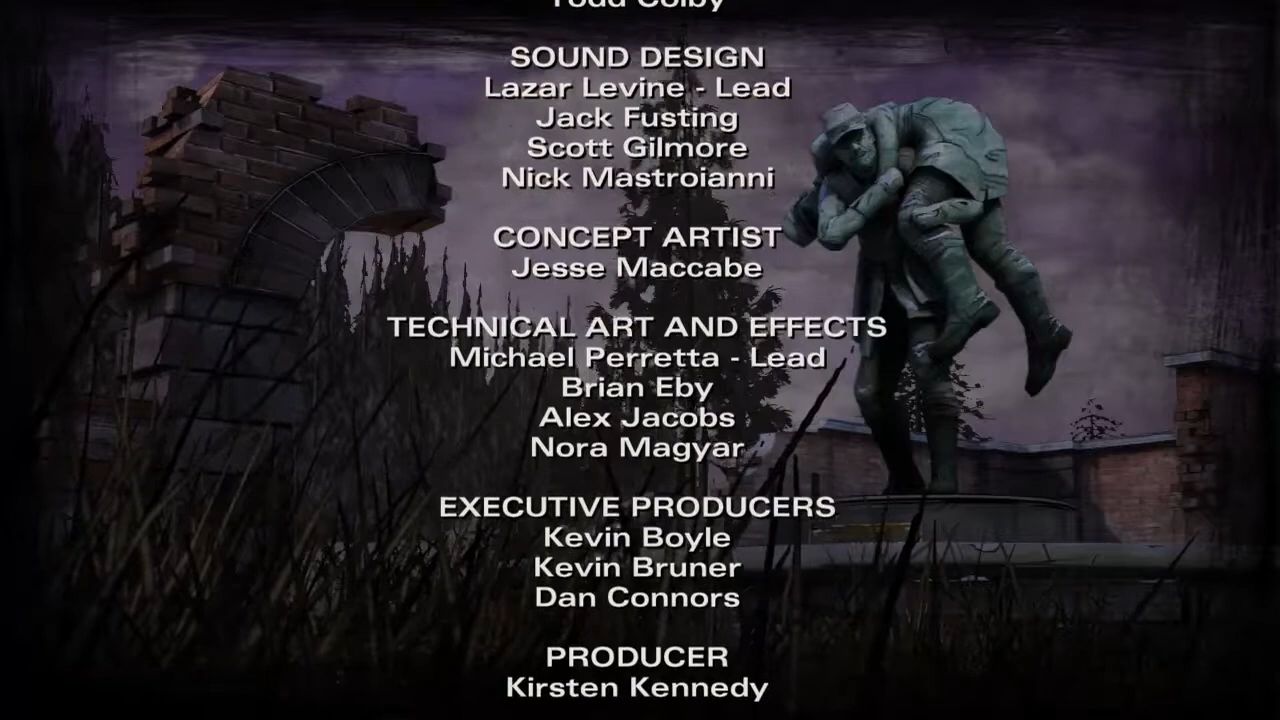 Todd Colby
SOUND DESIGN
Lazar Levine - Lead
Jack Fusting
Scott Gilmore
Nick Mastroianni
CONCEPT ARTIST
Jesse Maccabe
TECHNICAL ART AND EFFECTS
Michael Perretta - Lead
Brian Eby
Alex Jacobs
Nora Magyar
EXECUTIVE PRODUCERS
Kevin Boyle
Kevin Bruner
Dan Connors
PRODUCER
Kirsten Kennedy